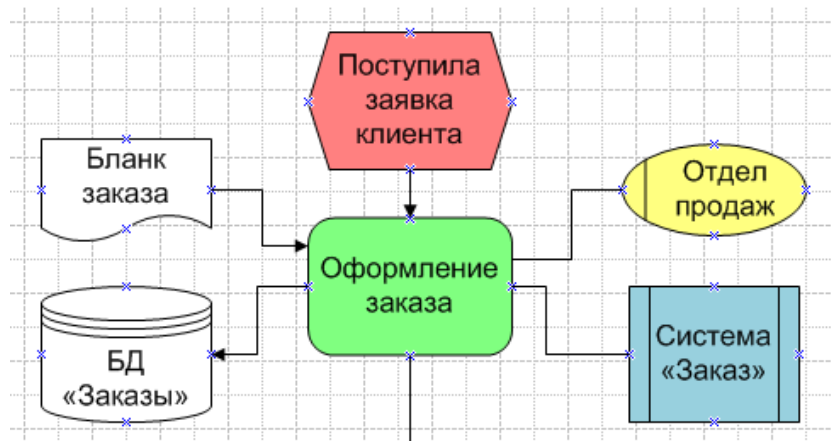 Поступила
заявка
клиента
Бланк
заказа
Отдел
продаж
Оформление
заказа
БД
«Заказы»
Система
«Заказ»